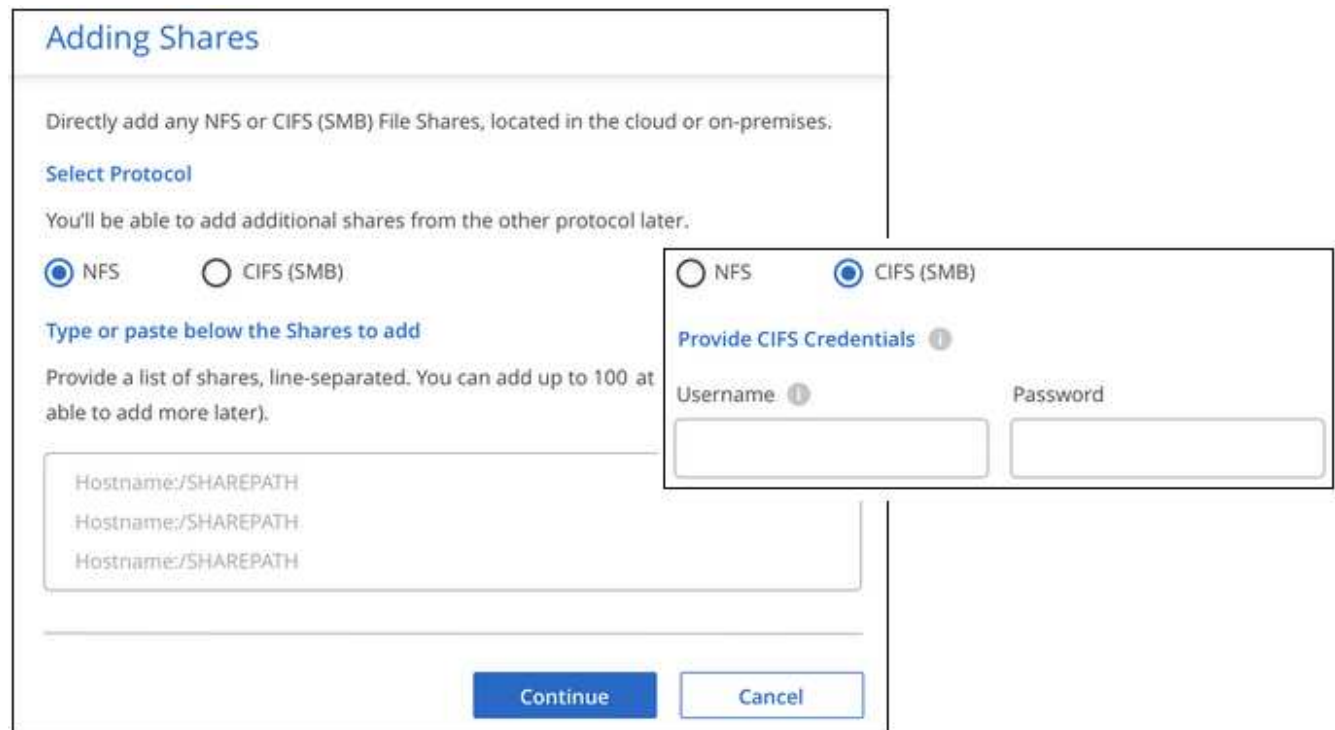 Adding Shares
Directly add any NFS or CIFS (SMB) File Shares, located in the cloud or on-premises.
Select Protocol
You'll be able to add additional shares from the other protocol later.
NFS CIFS (SMB)
Type or paste below the Shares to add
Provide a list of shares, line-separated. You can add up to 100 at
able to add more later).
Hostname:/SHAREPATH
Hostname:/SHAREPATH
Hostname:/SHAREPATH
Continue Cancel
NFS CIFS (SMB)
Provide CIFS Credentials i
Username i Password